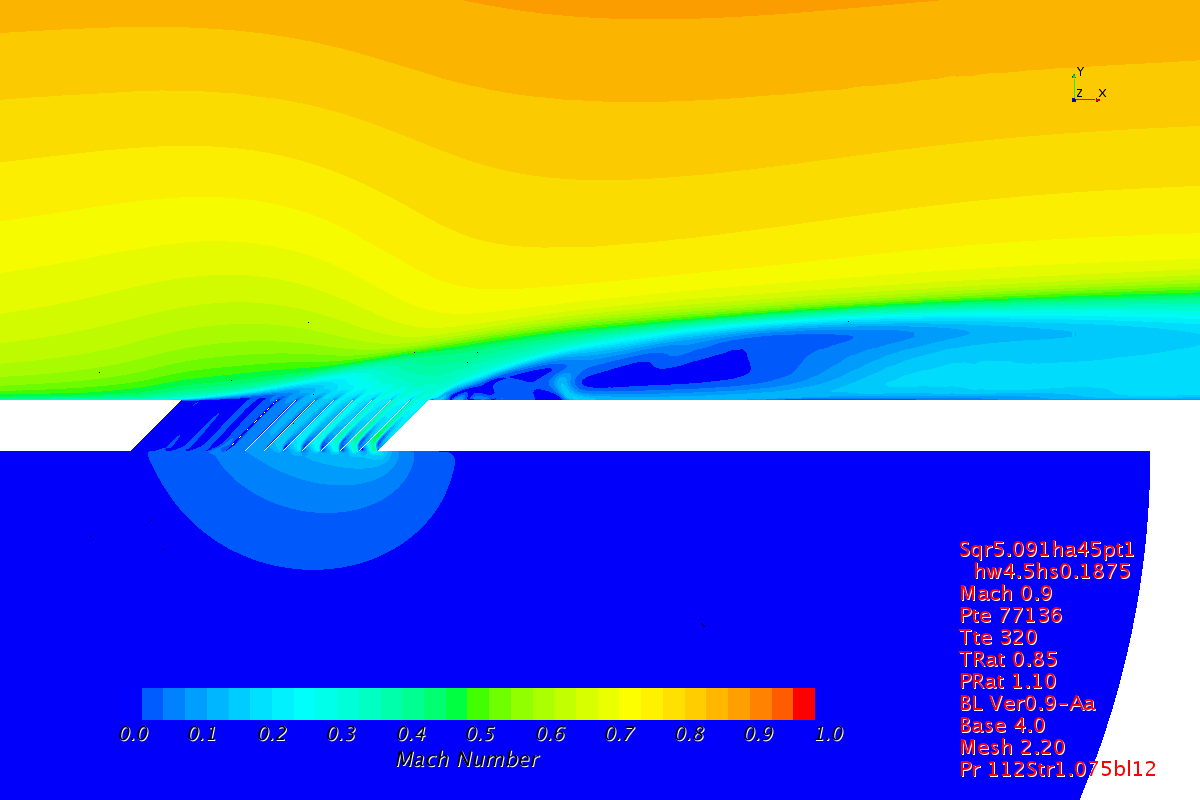 Y
Z X
Sqr5.091ha45pt1
hw4.5hs0.1875
Mach 0.9
Pte 77136
Tte 320
TRat 0.85
PRat 1.10
BL Ver0.9-Aa
Base 4.0
Mesh 2.20
Pr 112Str1.075bl12
0.0 0.1 0.2 0.3 0.4 0.5 0.6 0.7 0.8 0.9 1.0
Mach Number